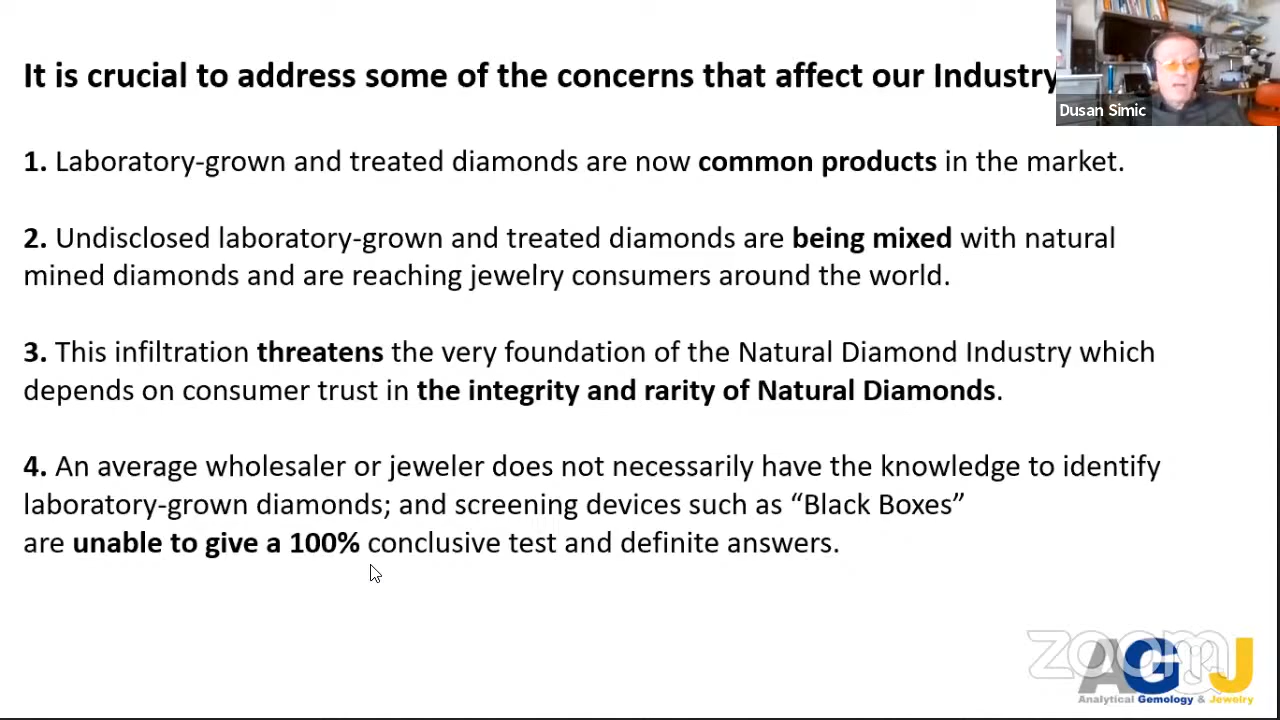 It is crucial to address some of the concerns that affect our Industry
Dusan Simic
1. Laboratory-grown and treated diamonds are now common products in the market.
2. Undisclosed laboratory-grown and treated diamonds are being mixed with natural
mined diamonds and are reaching jewelry consumers around the world.
3. This infiltration threatens the very foundation of the Natural Diamond Industry which
depends on consumer trust in the integrity and rarity of Natural Diamonds.
4. An average wholesaler or jeweler does not necessarily have the knowledge to identify
laboratory-grown diamonds; and screening devices such as “Black Boxes”
are unable to give a 100% conclusive test and definite answers.
zoom
AGJ
Analytical Gemology & Jewelry